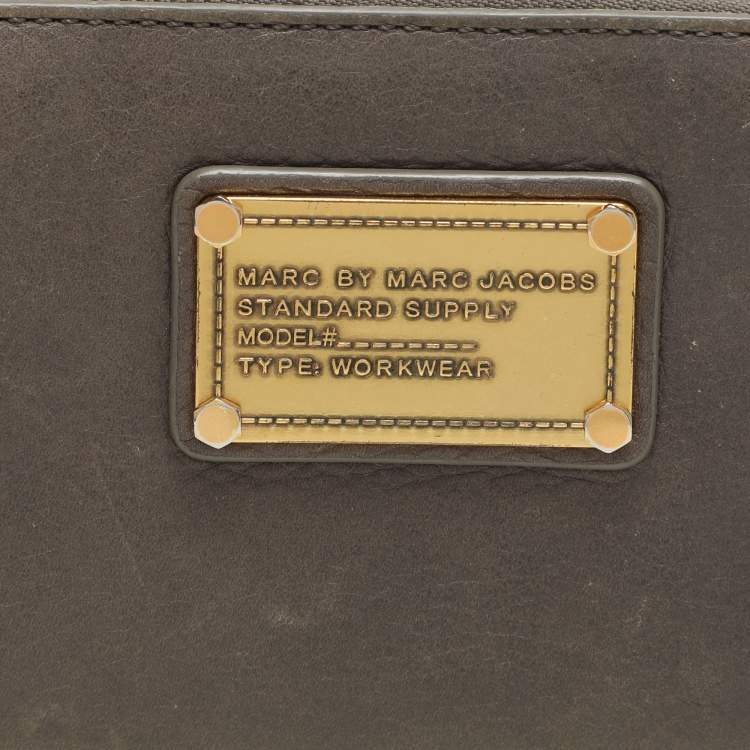 MARC BY MARC JACOBS
STANDARD SUPPLY
MODEL#_________
TYPE: WORKWEAR